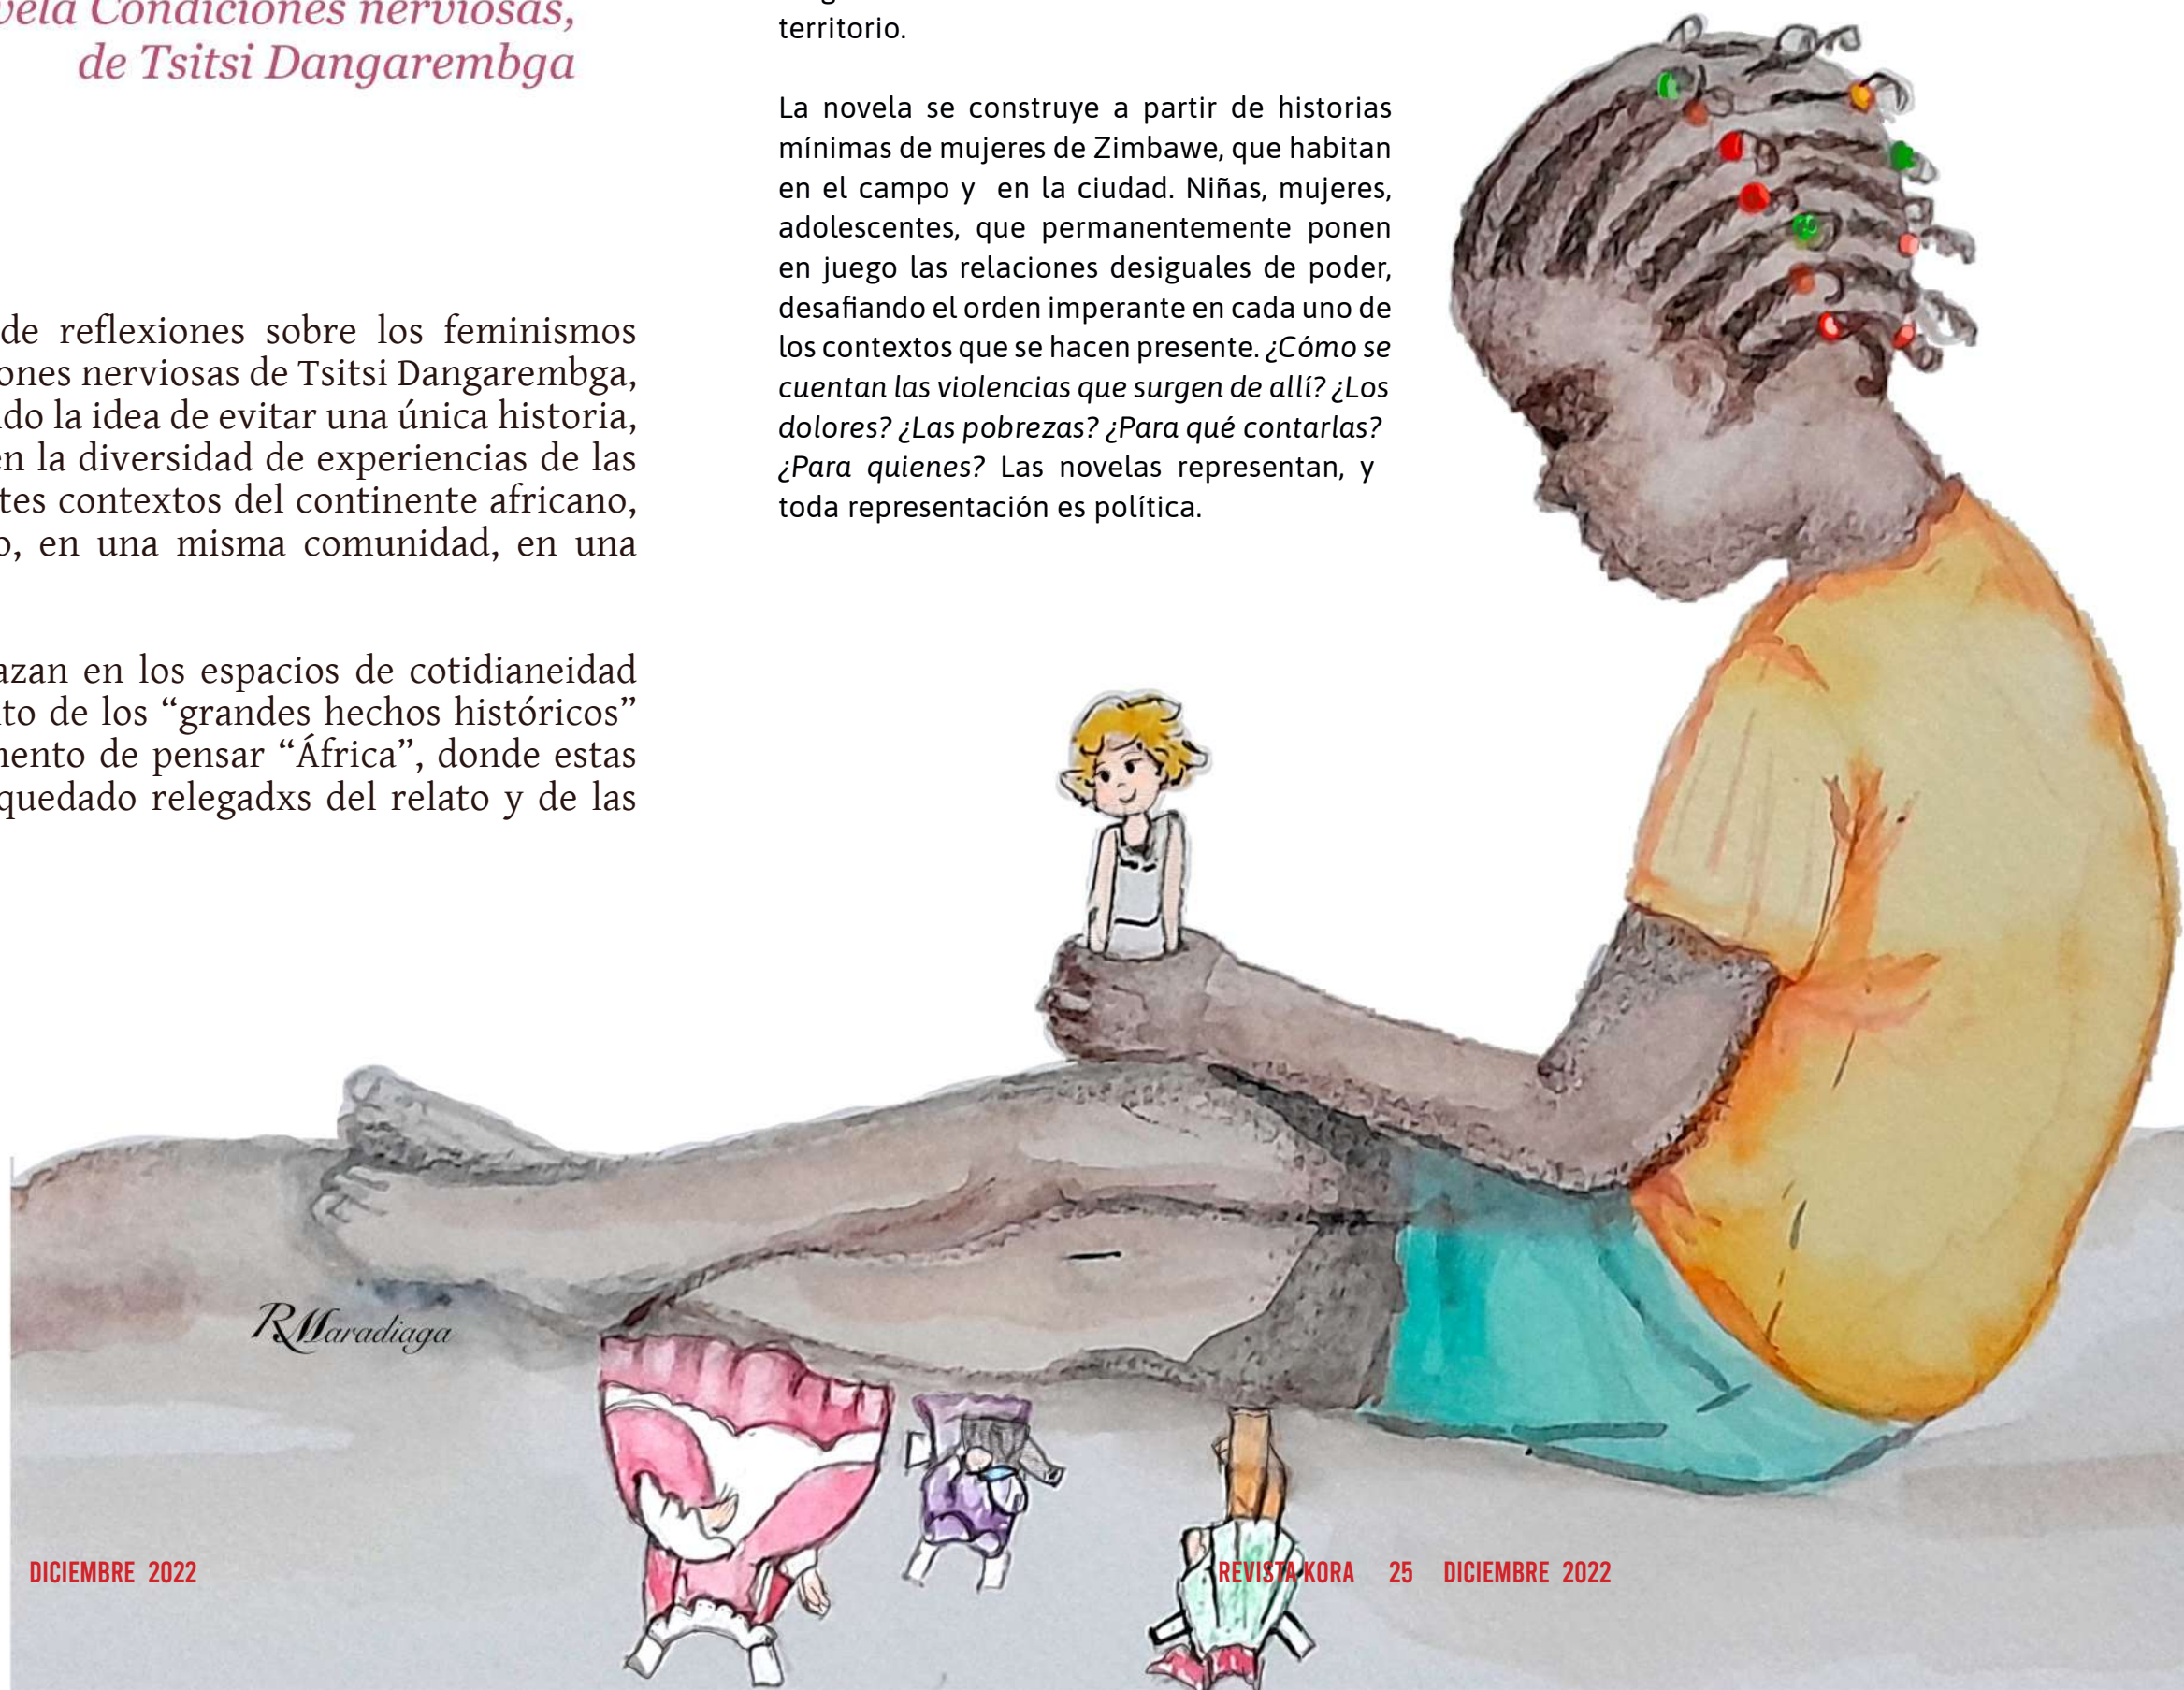 Condiciones nerviosas,
de Tsitsi Dangarembga
de reflexiones sobre los feminismos
nerviosas de Tsitsi Dangarembga,
la idea de evitar una única historia,
la diversidad de experiencias de las
contextos del continente africano,
en una misma comunidad, en una
en los espacios de cotidianeidad
de los “grandes hechos históricos”
de pensar “África”, donde estas
quedado relegadxs del relato y de las
territorio.
La novela se construye a partir de historias
mínimas de mujeres de Zimbawe, que habitan
en el campo y en la ciudad. Niñas, mujeres,
adolescentes, que permanentemente ponen
en juego las relaciones desiguales de poder,
desafiando el orden imperante en cada uno de
los contextos que se hacen presente. ¿Cómo se
cuentan las violencias que surgen de allí? ¿Los
dolores? ¿Las pobrezas? ¿Para qué contarlas?
¿Para quienes? Las novelas representan, y
toda representación es política.
RMaradiaga
DICIEMBRE 2022
REVISTA KORA 25 DICIEMBRE 2022